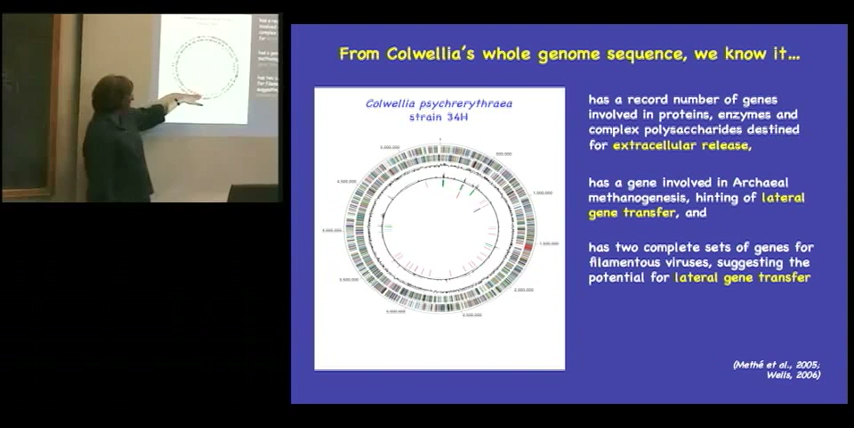 From Colwellia's whole genome sequence, we know it...
Colwellia psychrerythraea
strain 34H
has a record number of genes
involved in proteins, enzymes and
complex polysaccharides destined
for extracellular release,
has a gene involved in Archaeal
methanogenesis, hinting of lateral
gene transfer, and
has two complete sets of genes for
filamentous viruses, suggesting the
potential for lateral gene transfer
(Methé et al., 2005;
Wells, 2006)